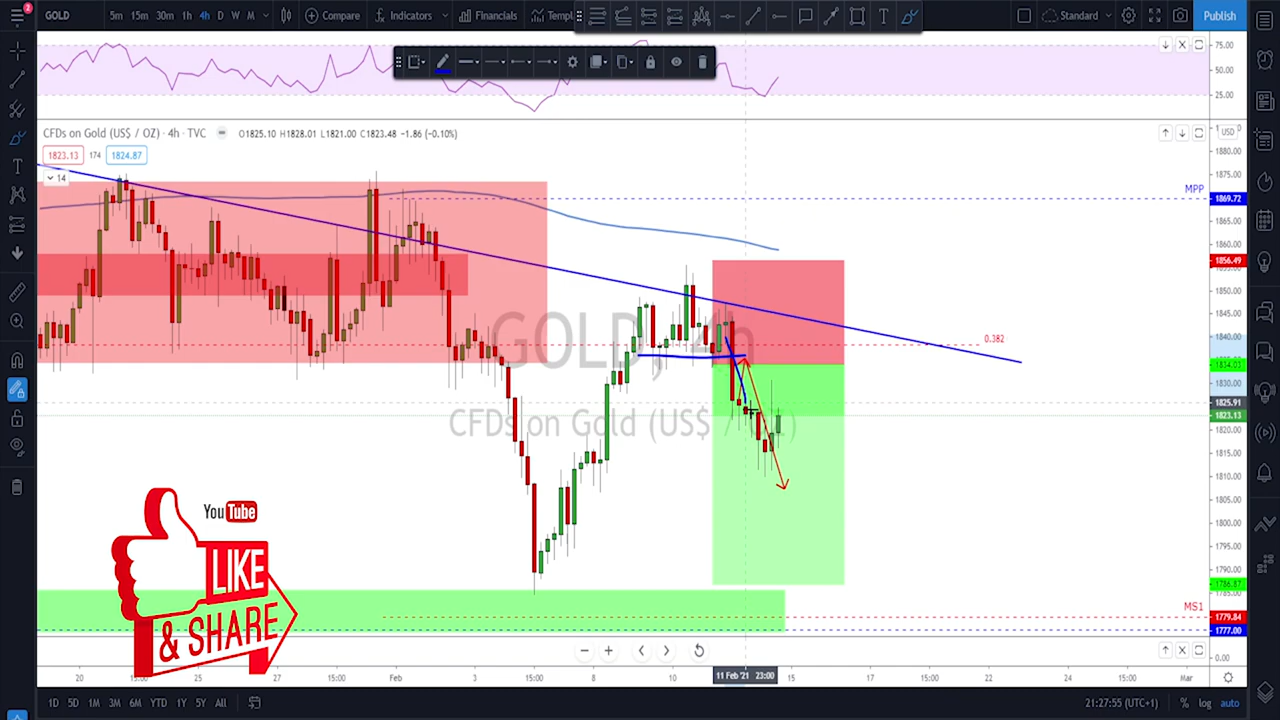 GOLD 5m 15m 30m 1h 4h D W M Compare Indicators Financials Templ Standard Publish
2
75.00
50.00
25.00
CFDs on Gold (US$ / OZ) · 4h · TVC O1825.10 H1828.01 L1821.00 C1823.48 −1.86 (−0.10%)
USD
1823.13 174 1824.87
14
1880.00
1875.00
MPP 1869.72
1865.00
1860.00
1856.49
1850.00
1845.00
1840.00
0.382
1834.03
1830.00
1825.91
1823.13
1820.00
1815.00
1810.00
1805.00
1800.00
1795.00
1790.00
1786.87
1785.00
MS1 1779.84
1777.00
0.00
GOLD, 4h
CFDs on Gold (US$ / OZ)
YouTube
LIKE
& SHARE
20 15:00 25 27 15:00 Feb 3 15:00 8 10 11 Feb '21 23:00 15 17 15:00 22 24 15:00 Mar
1D 5D 1M 3M 6M YTD 1Y 5Y All 21:27:55 (UTC+1) % log auto